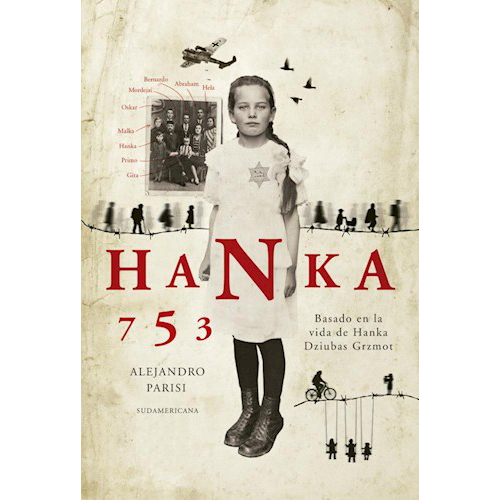 Bernardo
Mordejai
Abraham
Hela
Oskar
Malka
Hanka
Primo
Gita
HaNKA
753
Basado en la
vida de Hanka
Dziubas Grzmot
ALEJANDRO
PARISI
SUDAMERICANA